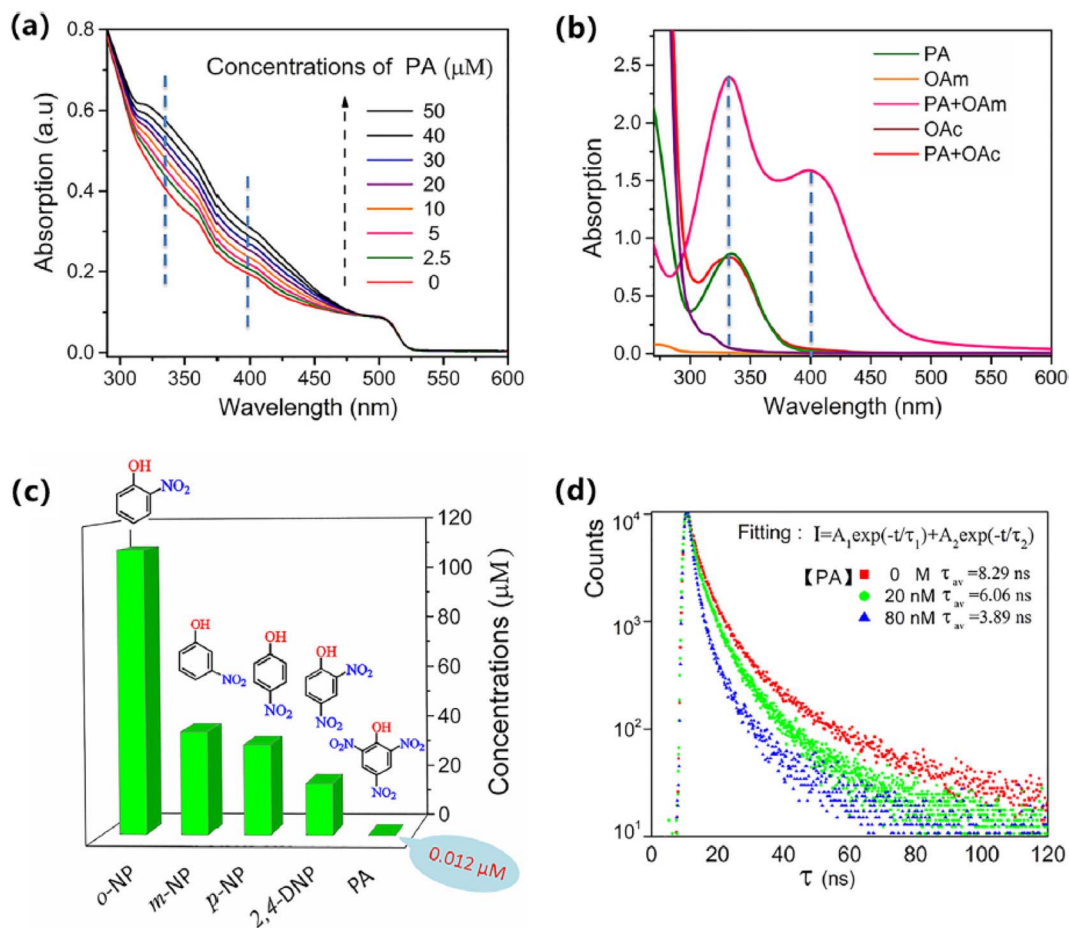 (a)
0.8
0.6
0.4
0.2
0.0
Absorption (a.u)
Concentrations of PA (μM)
50
40
30
20
10
5
2.5
0
300 350 400 450 500 550 600
Wavelength (nm)
(b)
2.5
2.0
1.5
1.0
0.5
0.0
Absorption
PA
OAm
PA+OAm
OAc
PA+OAc
300 350 400 450 500 550 600
Wavelength (nm)
(c)
OH
NO2
OH
NO2
OH
NO2
OH
NO2
NO2
OH
O2N
NO2
NO2
120
100
80
60
40
20
0
Concentrations (μM)
o-NP
m-NP
p-NP
2,4-DNP
PA
0.012 μM
(d)
10^4
10^3
10^2
10^1
Counts
Fitting : I=A1exp(-t/τ1)+A2exp(-t/τ2)
【PA】 0 M τav=8.29 ns
20 nM τav=6.06 ns
80 nM τav=3.89 ns
0 20 40 60 80 100 120
τ (ns)